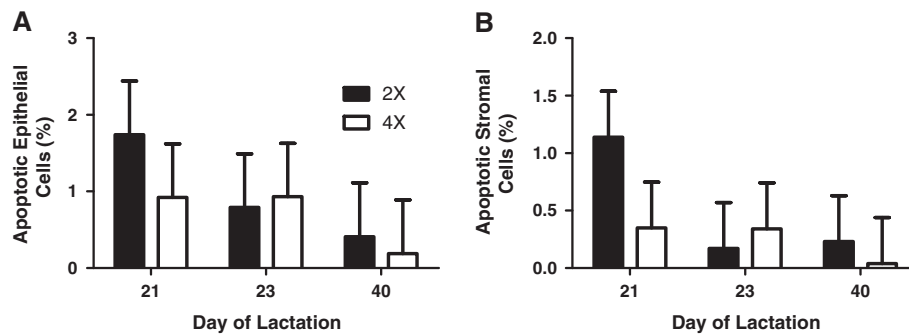 A
Apoptotic Epithelial
Cells (%)
3
2
1
0
2X
4X
21
23
40
Day of Lactation
B
Apoptotic Stromal
Cells (%)
2.0
1.5
1.0
0.5
0.0
21
23
40
Day of Lactation